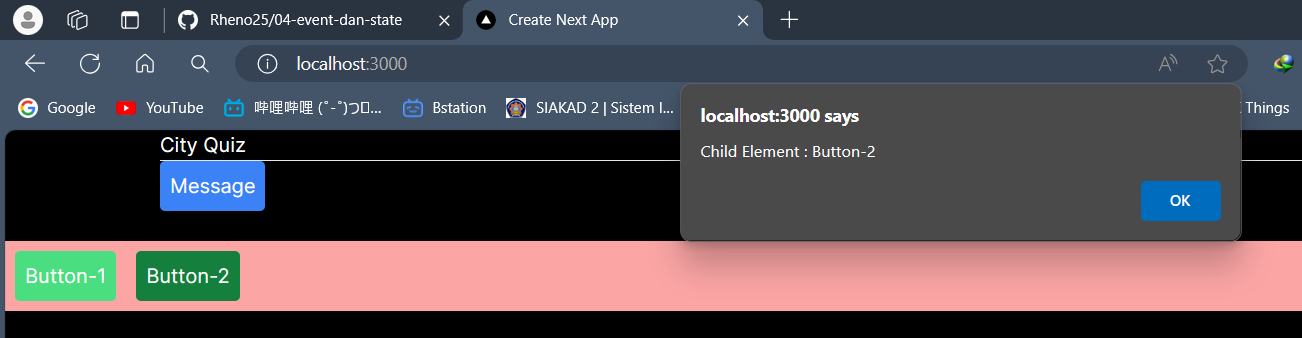 Rheno25/04-event-dan-state
Create Next App
localhost:3000
Google
YouTube
哔哩哔哩 (゜-゜)つ...
Bstation
SIAKAD 2 | Sistem I...
Things
localhost:3000 says
Child Element : Button-2
OK
City Quiz
Message
Button-1
Button-2